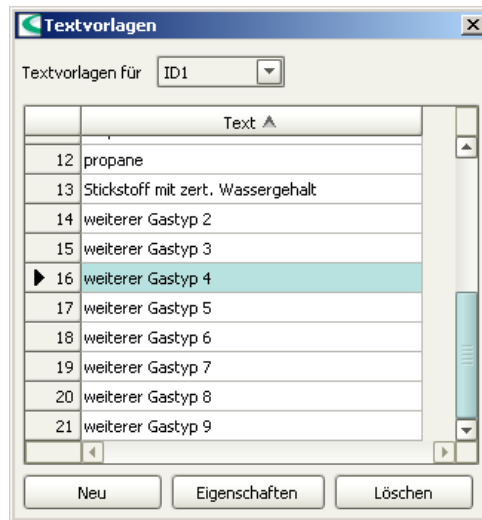 Textvorlagen
Textvorlagen für ID1
Text
12 propane
13 Stickstoff mit zert. Wassergehalt
14 weiterer Gastyp 2
15 weiterer Gastyp 3
16 weiterer Gastyp 4
17 weiterer Gastyp 5
18 weiterer Gastyp 6
19 weiterer Gastyp 7
20 weiterer Gastyp 8
21 weiterer Gastyp 9
Neu Eigenschaften Löschen